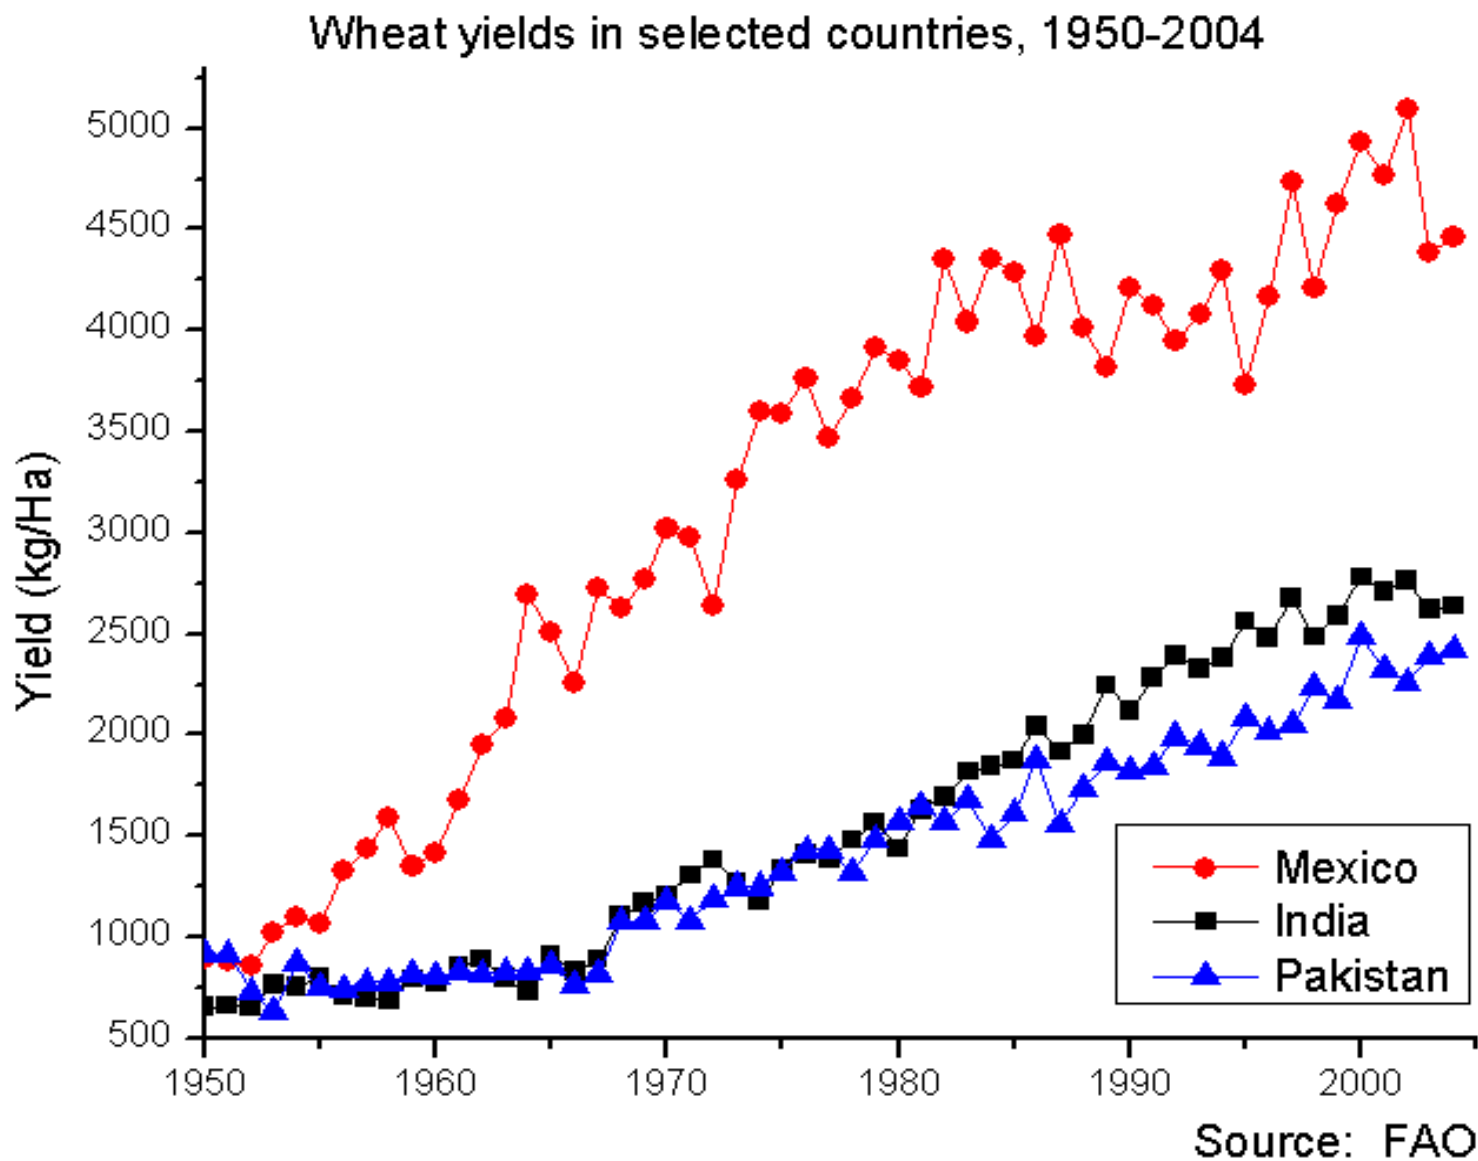 Wheat yields in selected countries, 1950-2004
5000
4500
4000
3500
3000
2500
2000
1500
1000
500
Yield (kg/Ha)
1950 1960 1970 1980 1990 2000
Mexico
India
Pakistan
Source: FAO